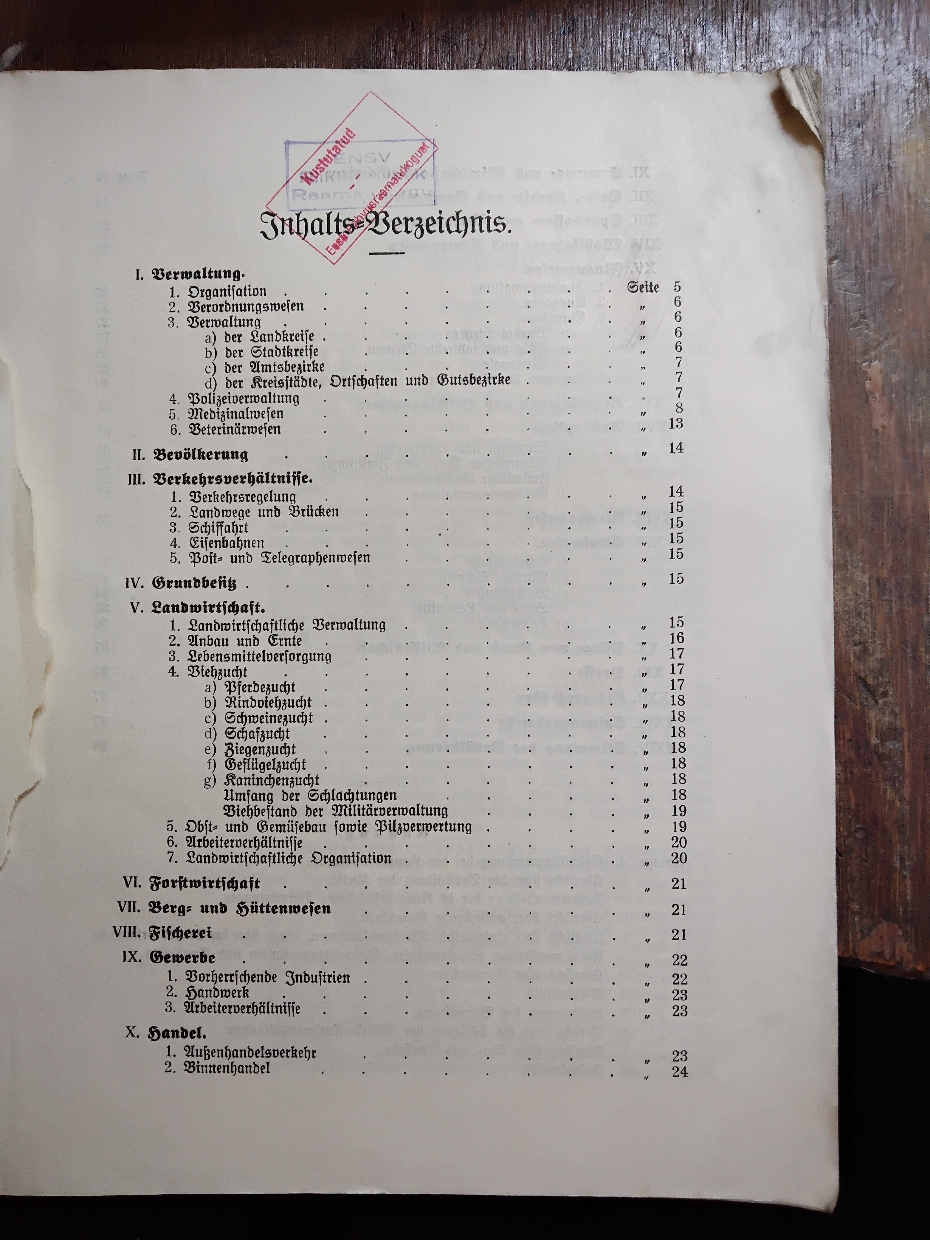 Kustutatud
ENSV
Inhalts-Verzeichnis.
I. Verwaltung.
1. Organisation . . . . . . . . . Seite 5
2. Verordnungswesen . . . . . . . . „ 6
3. Verwaltung . . . . . . . . . „ 6
a) der Landkreise . . . . . . . . „ 6
b) der Stadtkreise . . . . . . . „ 6
c) der Amtsbezirke . . . . . . . „ 7
d) der Kreisstädte, Ortschaften und Gutsbezirke . . . „ 7
4. Polizeiverwaltung . . . . . . . . „ 7
5. Medizinalwesen . . . . . . . . „ 8
6. Veterinärwesen . . . . . . . . „ 13
II. Bevölkerung . . . . . . . . . „ 14
III. Verkehrsverhältnisse.
1. Verkehrsregelung . . . . . . . . „ 14
2. Landwege und Brücken . . . . . . . „ 15
3. Schiffahrt . . . . . . . . . „ 15
4. Eisenbahnen . . . . . . . . . „ 15
5. Post- und Telegraphenwesen . . . . . . „ 15
IV. Grundbesitz . . . . . . . . . . „ 15
V. Landwirtschaft.
1. Landwirtschaftliche Verwaltung . . . . . . „ 15
2. Anbau und Ernte . . . . . . . . „ 16
3. Lebensmittelversorgung . . . . . . . „ 17
4. Viehzucht . . . . . . . . . „ 17
a) Pferdezucht . . . . . . . . „ 17
b) Rindviehzucht . . . . . . . . „ 18
c) Schweinezucht . . . . . . . . „ 18
d) Schafzucht . . . . . . . . „ 18
e) Ziegenzucht . . . . . . . . „ 18
f) Geflügelzucht . . . . . . . . „ 18
g) Kaninchenzucht . . . . . . . „ 18
Umfang der Schlachtungen . . . . . „ 18
Viehbestand der Militärverwaltung . . . . „ 19
5. Obst- und Gemüsebau sowie Pilzverwertung . . . . „ 19
6. Arbeiterverhältnisse . . . . . . . . „ 20
7. Landwirtschaftliche Organisation . . . . . . „ 20
VI. Forstwirtschaft . . . . . . . . . „ 21
VII. Berg- und Hüttenwesen . . . . . . . „ 21
VIII. Fischerei . . . . . . . . . . „ 21
IX. Gewerbe . . . . . . . . . . „ 22
1. Vorherrschende Industrien . . . . . . . „ 22
2. Handwerk . . . . . . . . . „ 23
3. Arbeiterverhältnisse . . . . . . . . „ 23
X. Handel.
1. Außenhandelsverkehr . . . . . . . „ 23
2. Binnenhandel . . . . . . . . „ 24